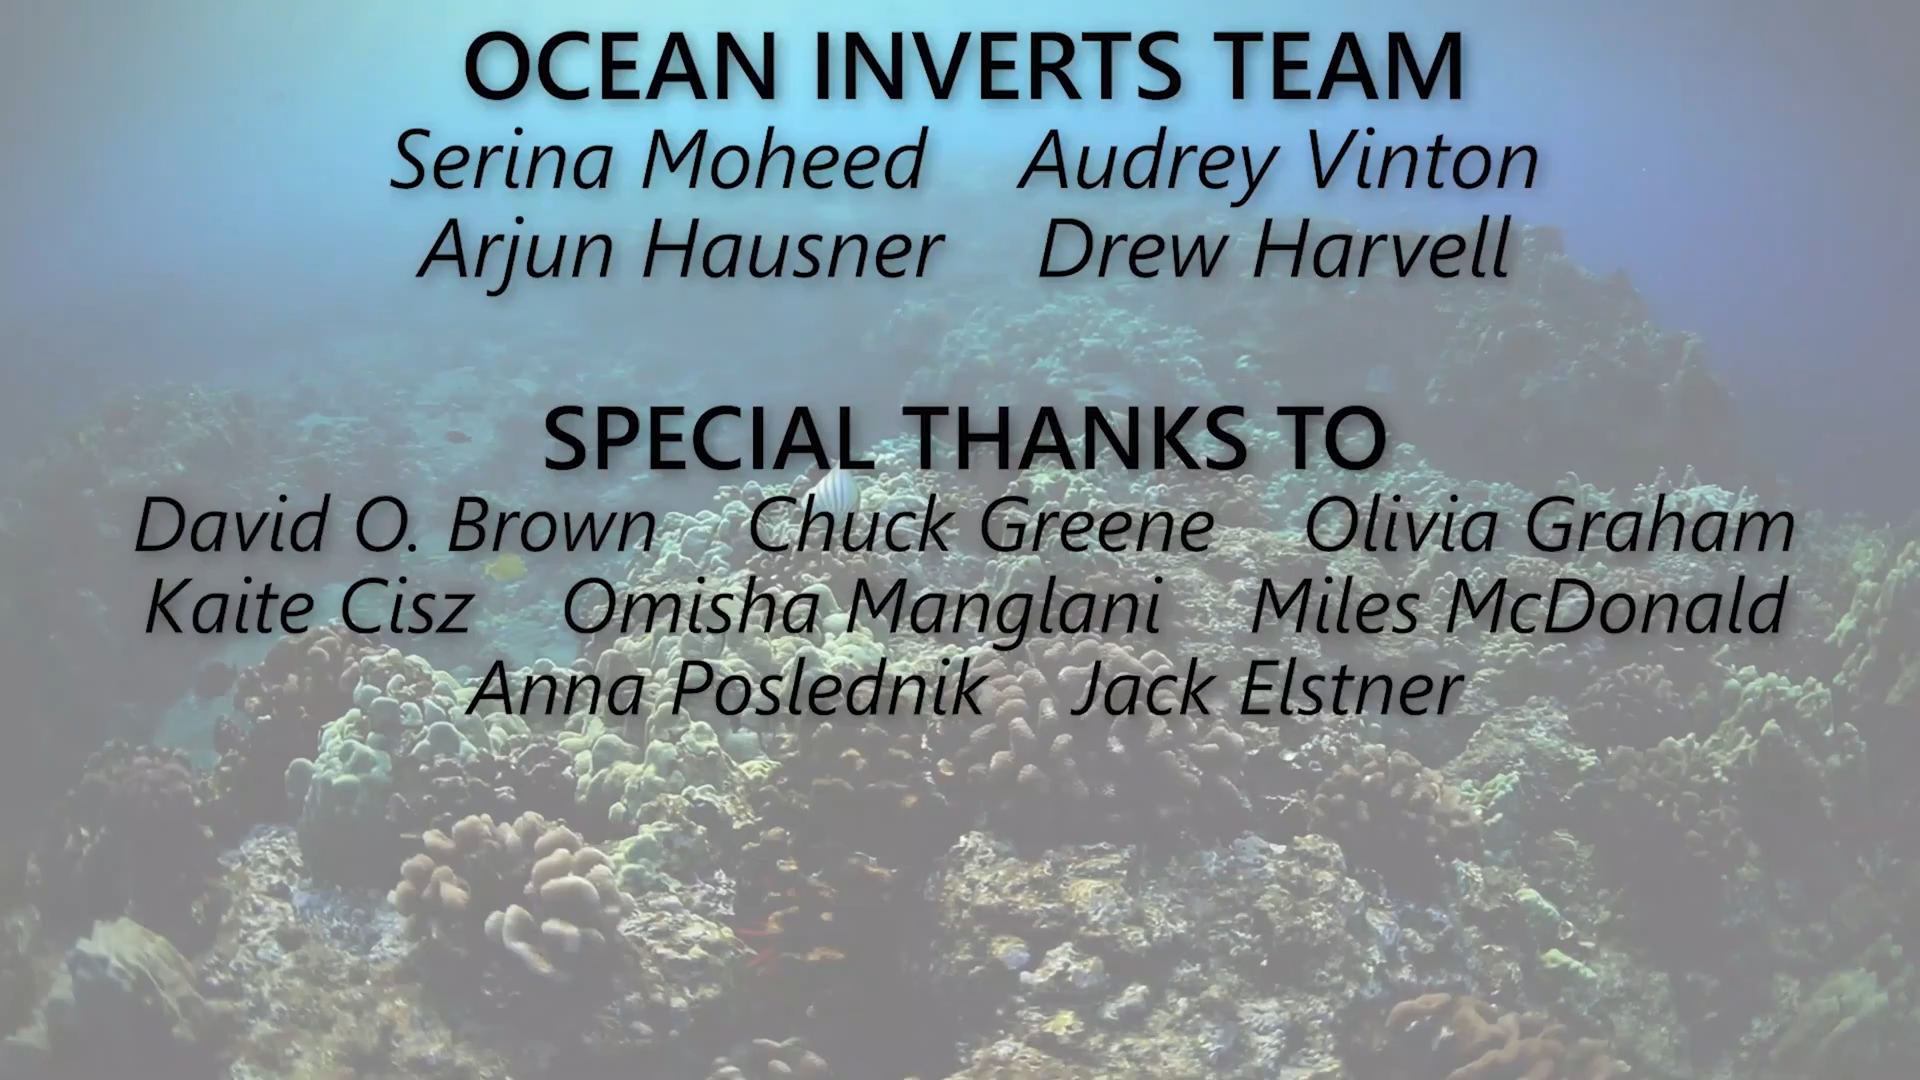 OCEAN INVERTS TEAM
Serina Moheed Audrey Vinton
Arjun Hausner Drew Harvell
SPECIAL THANKS TO
David O. Brown Chuck Greene Olivia Graham
Kaite Cisz Omisha Manglani Miles McDonald
Anna Poslednik Jack Elstner